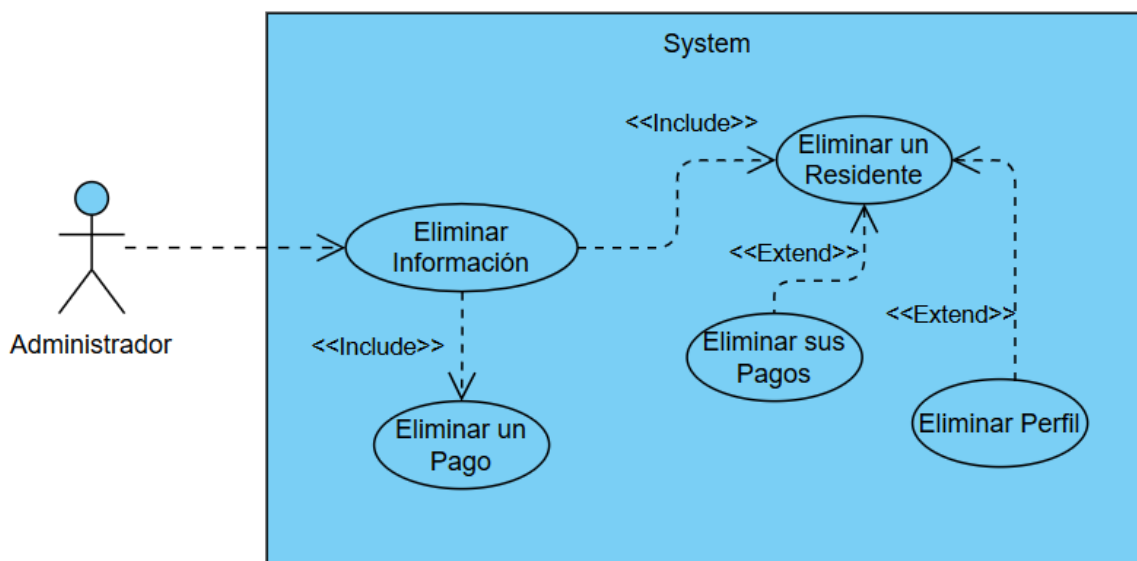 System
<<Include>>
Eliminar un
Residente
Eliminar
Información
<<Extend>>
<<Extend>>
Administrador
<<Include>>
Eliminar sus
Pagos
Eliminar Perfil
Eliminar un
Pago